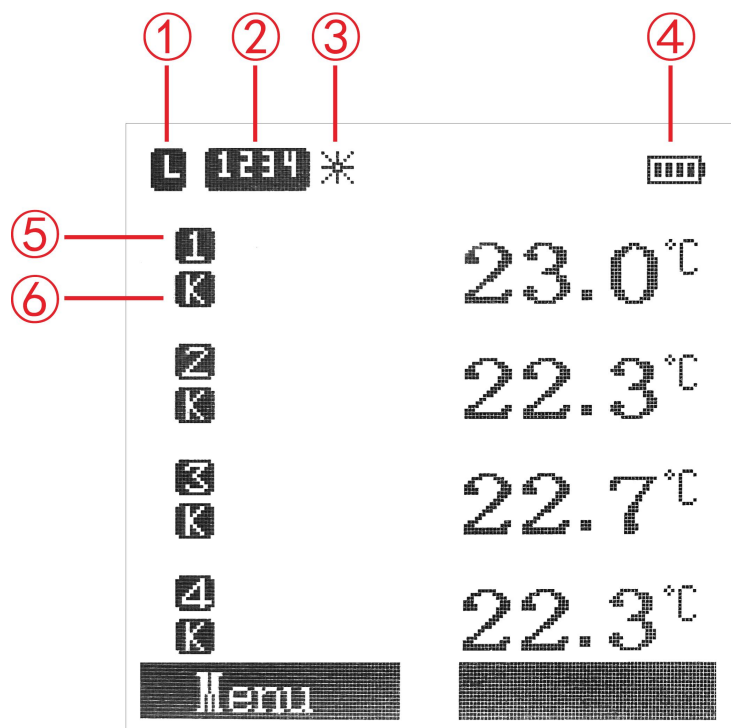 ① ② ③ ④
L 1234
⑤ 1 23.0°C
⑥ K
2 22.3°C
K
3 22.7°C
K
4 22.3°C
K
Menu